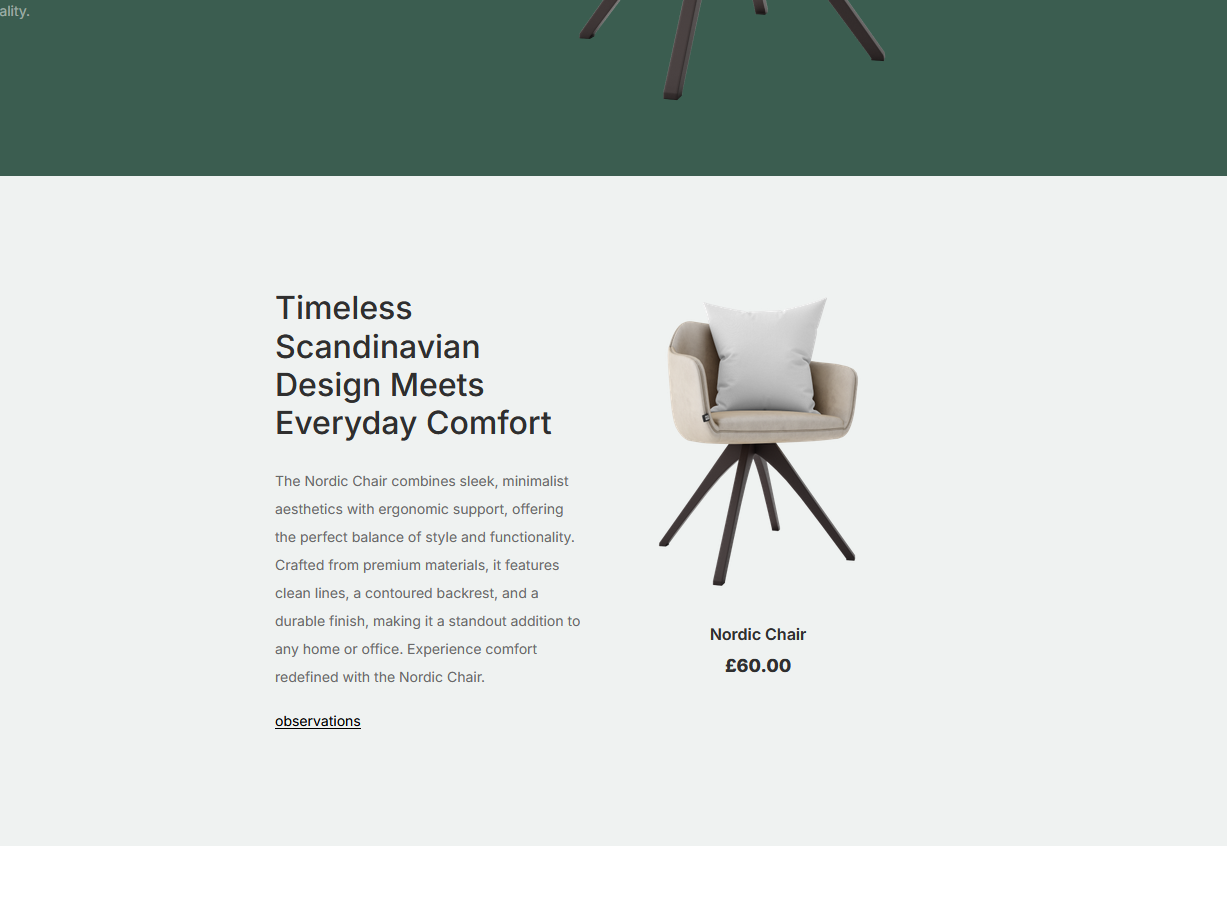 ality.
Timeless
Scandinavian
Design Meets
Everyday Comfort
The Nordic Chair combines sleek, minimalist
aesthetics with ergonomic support, offering
the perfect balance of style and functionality.
Crafted from premium materials, it features
clean lines, a contoured backrest, and a
durable finish, making it a standout addition to
any home or office. Experience comfort
redefined with the Nordic Chair.
observations
Nordic Chair
£60.00